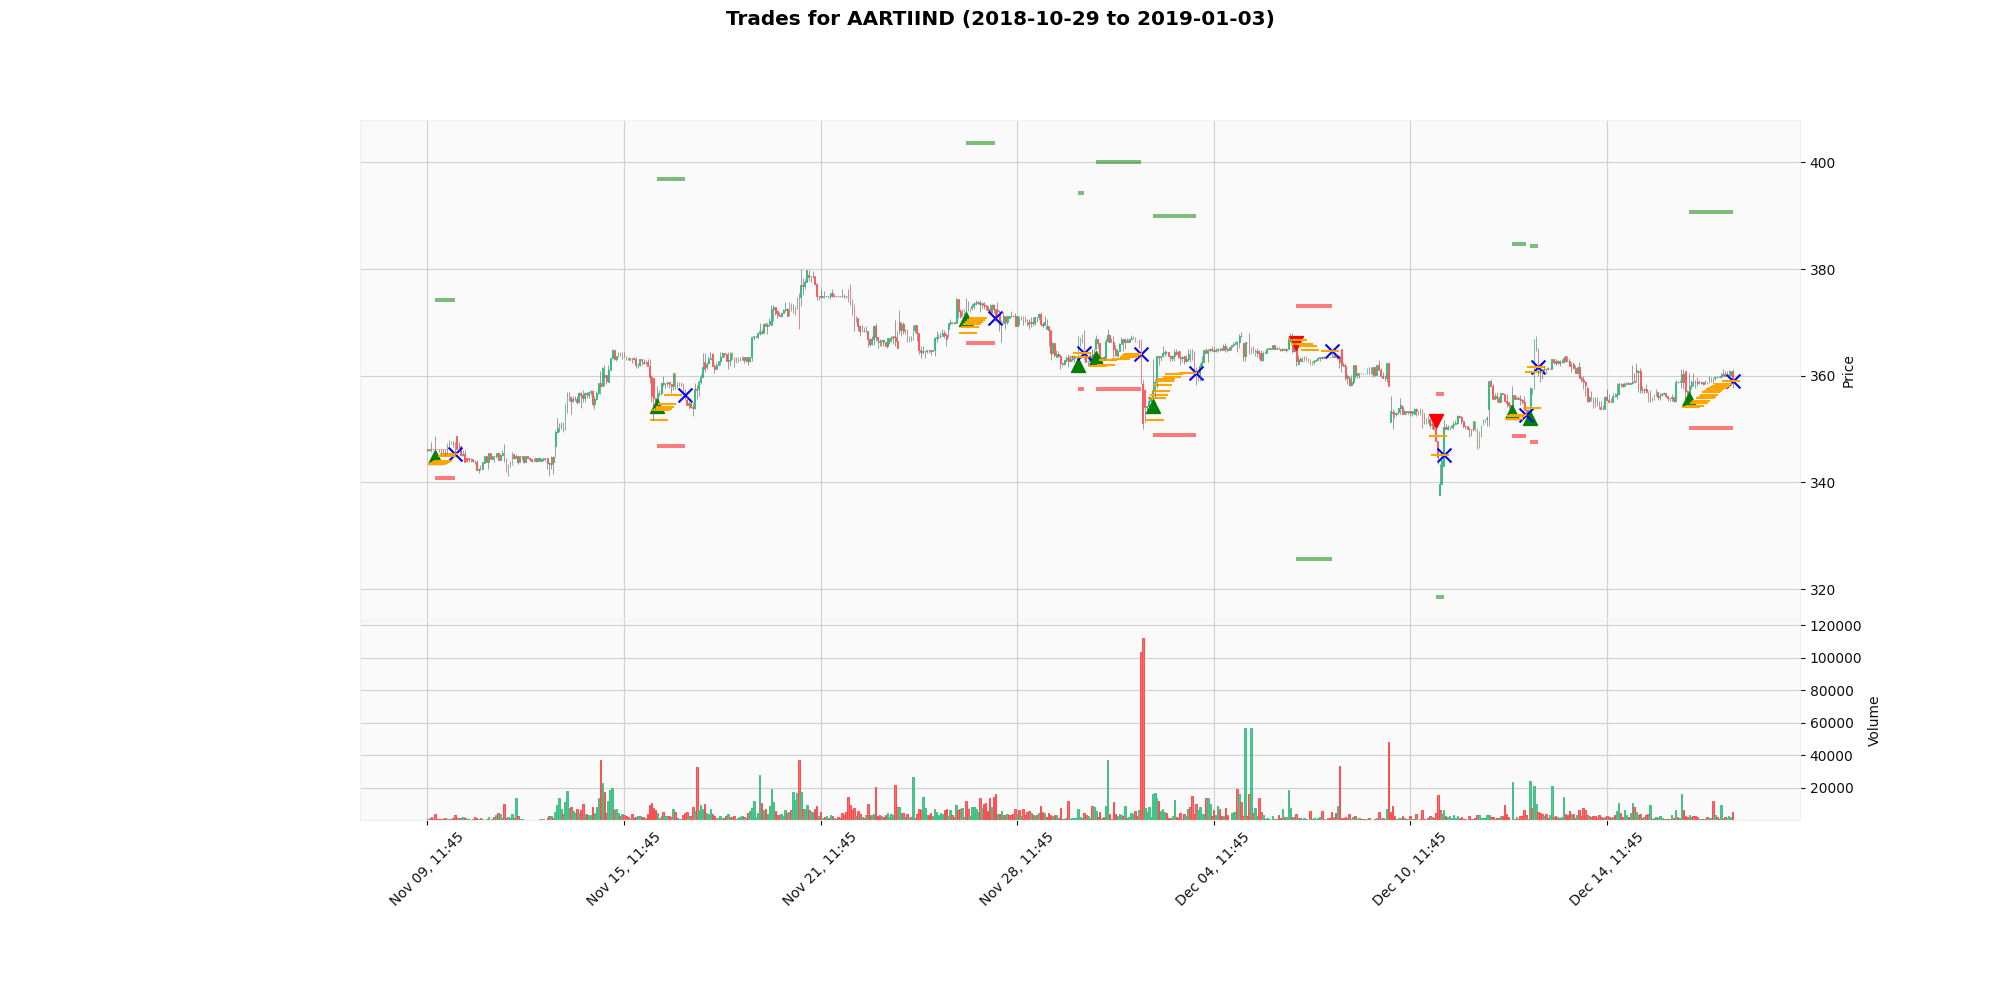 Trades for AARTIIND (2018-10-29 to 2019-01-03)
400
380
360
340
320
Price
120000
100000
80000
60000
40000
20000
Volume
Nov 09, 11:45
Nov 15, 11:45
Nov 21, 11:45
Nov 28, 11:45
Dec 04, 11:45
Dec 10, 11:45
Dec 14, 11:45